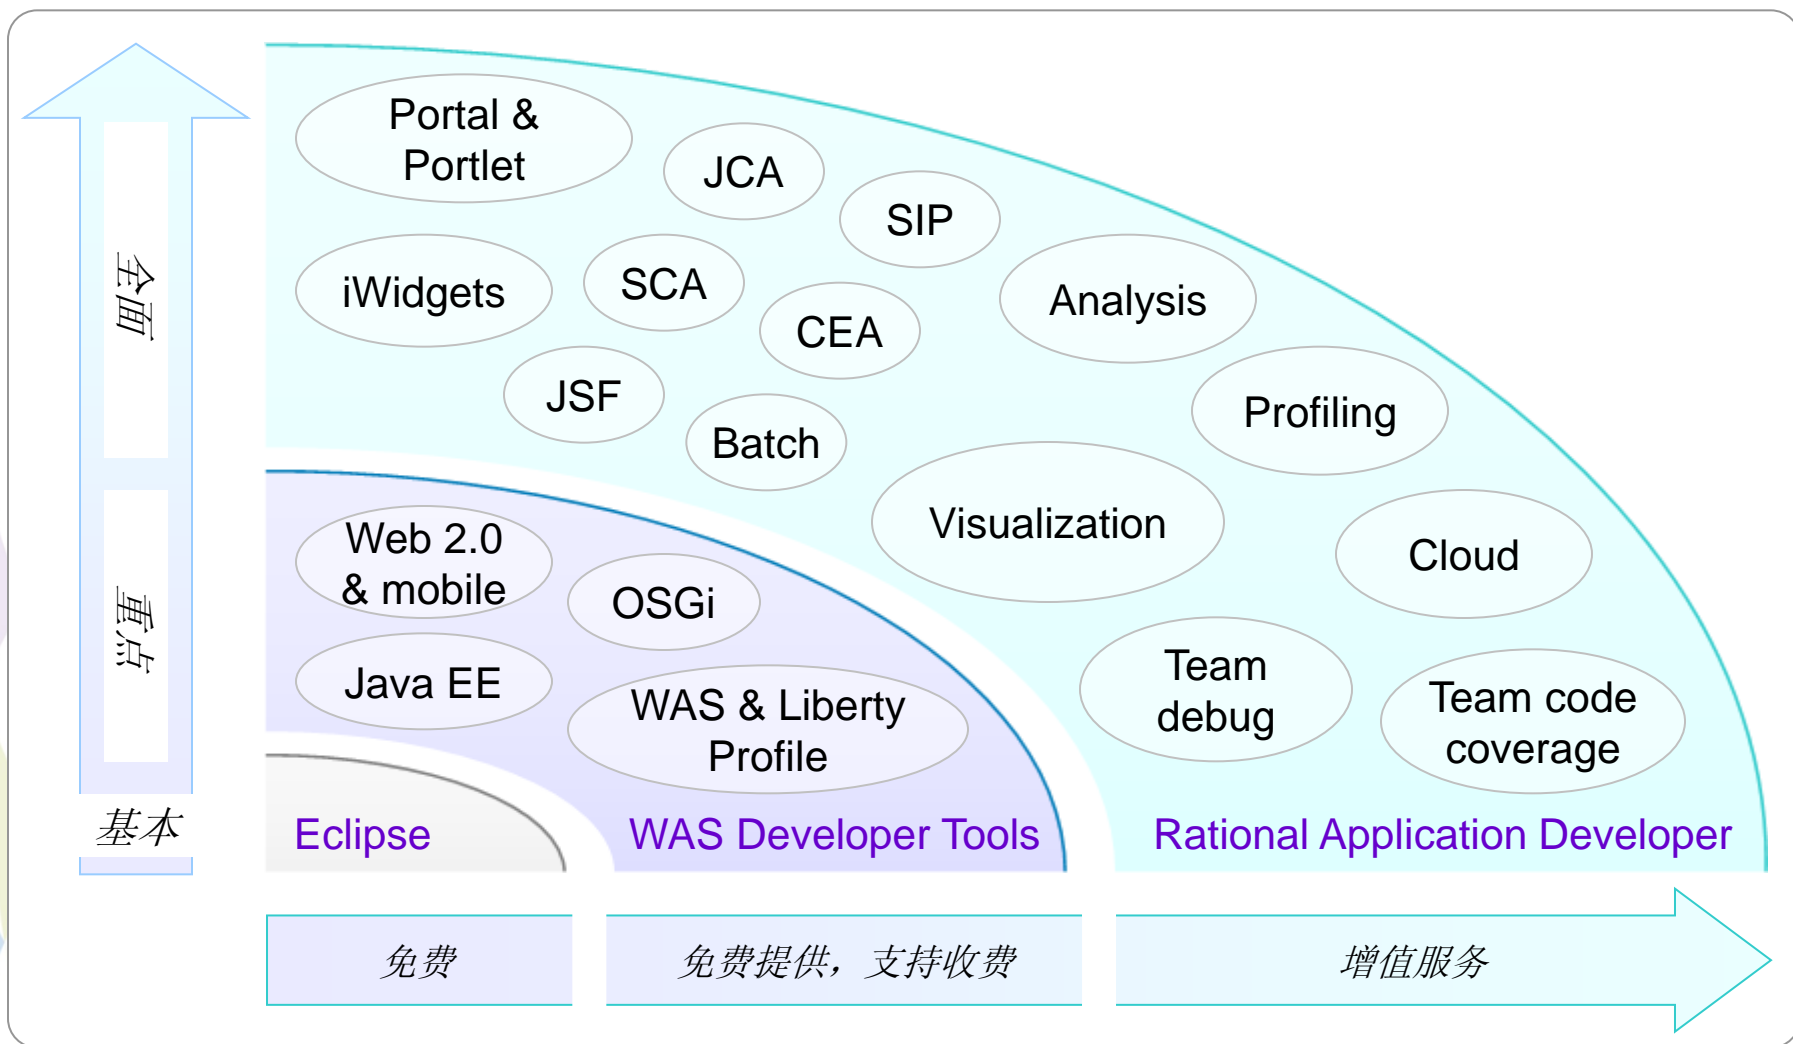 Portal &
Portlet
JCA
SIP
iWidgets
SCA
CEA
Analysis
JSF
Batch
Profiling
Visualization
Cloud
Team
debug
Team code
coverage
Web 2.0
& mobile
OSGi
Java EE
WAS & Liberty
Profile
Eclipse
WAS Developer Tools
Rational Application Developer
全面
重点
基本
免费
免费提供，支持收费
增值服务